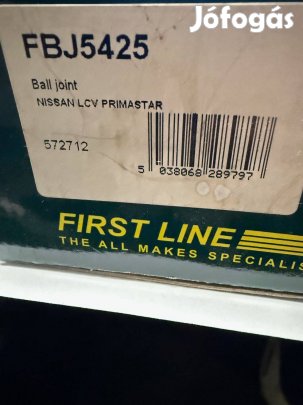 Jófogás
FBJ5425
Ball joint
NISSAN LCV PRIMASTAR
572712
5 038068 289797
FIRST LINE
THE ALL MAKES SPECIALIS